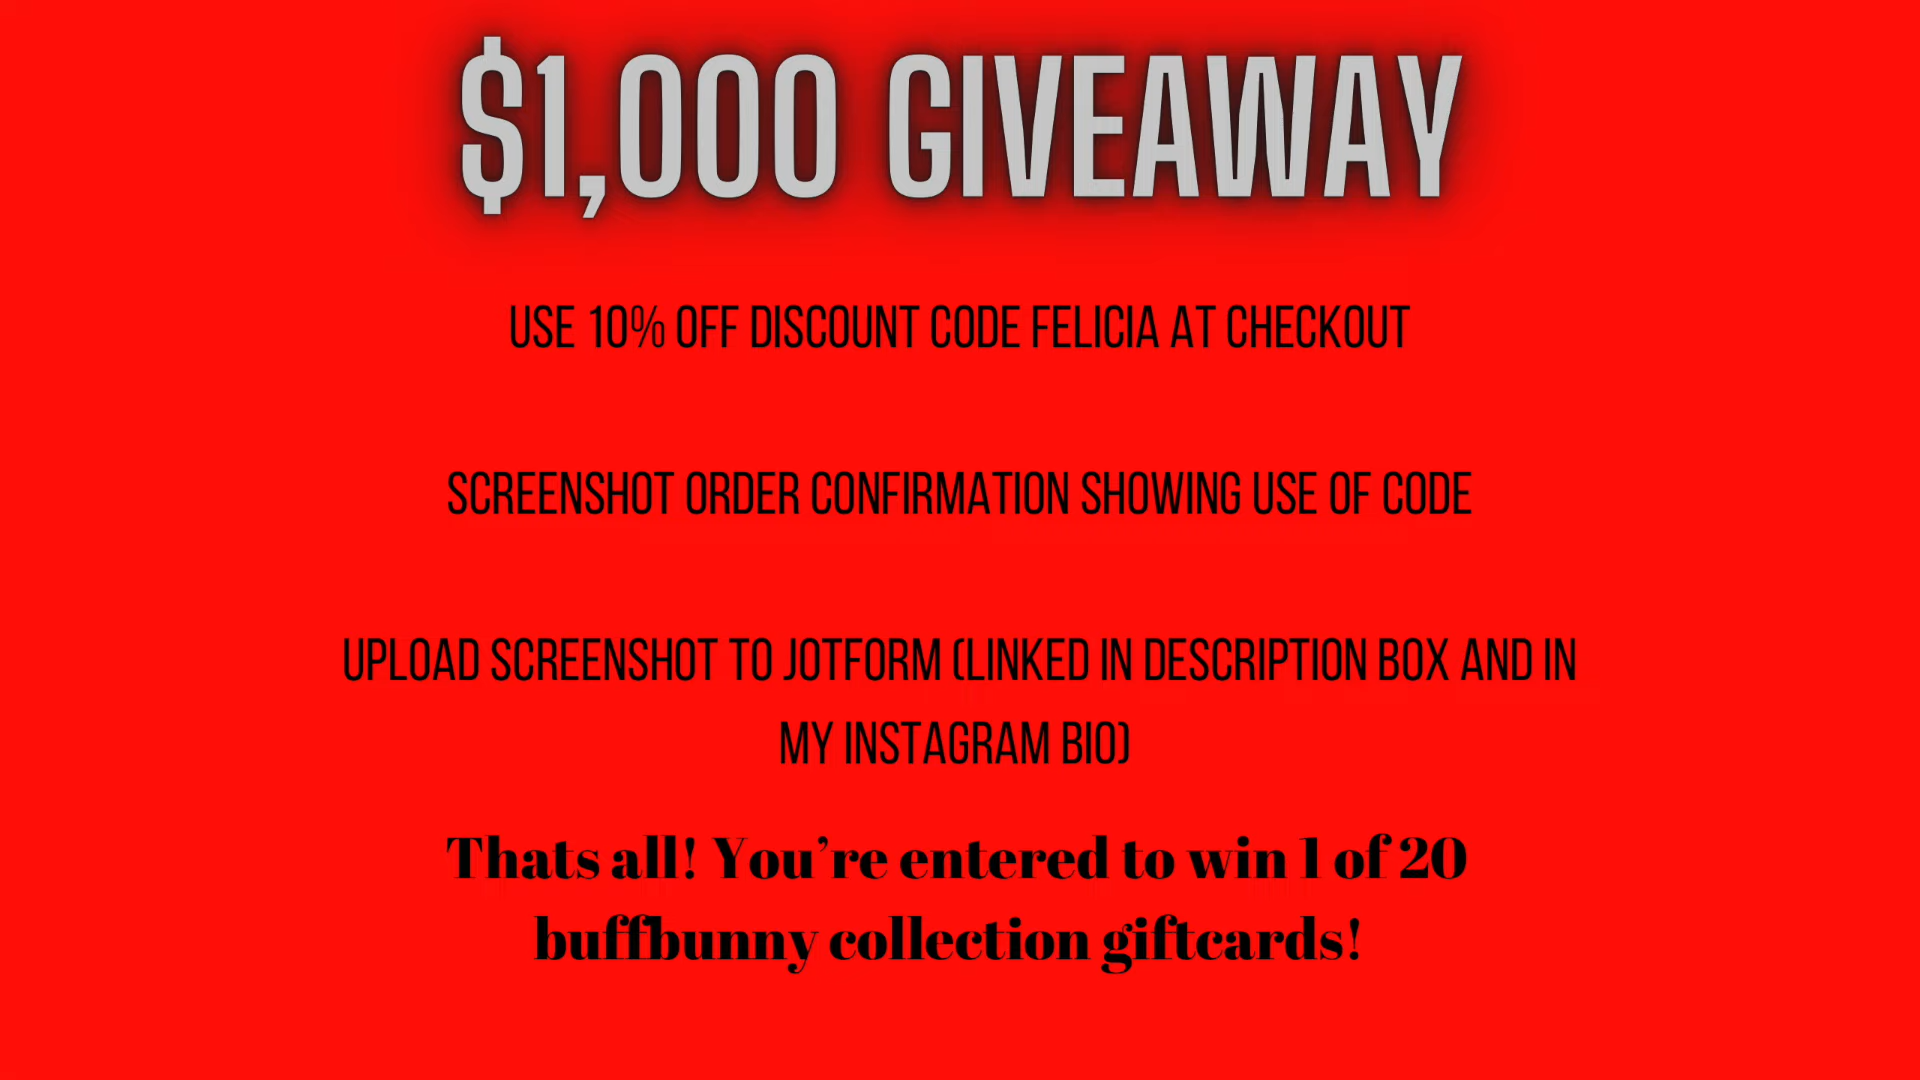 $1,000 GIVEAWAY
USE 10% OFF DISCOUNT CODE FELICIA AT CHECKOUT
SCREENSHOT ORDER CONFIRMATION SHOWING USE OF CODE
UPLOAD SCREENSHOT TO JOTFORM (LINKED IN DESCRIPTION BOX AND IN
MY INSTAGRAM BIO)
Thats all! You’re entered to win 1 of 20
buffbunny collection giftcards!